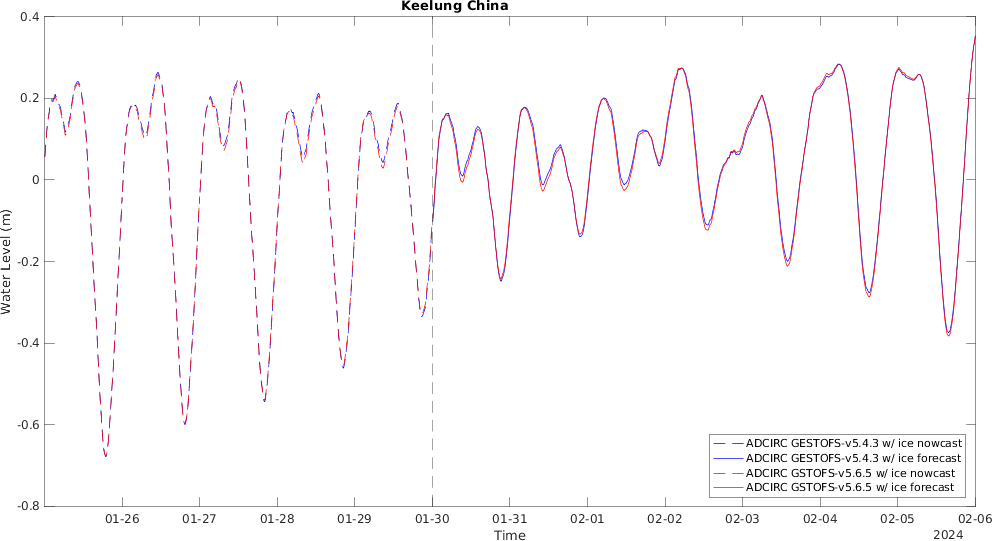 Keelung China
0.4
0.2
0
-0.2
-0.4
-0.6
-0.8
Water Level (m)
01-26
01-27
01-28
01-29
01-30
01-31
02-01
02-02
02-03
02-04
02-05
02-06
Time
2024
ADCIRC GESTOFS-v5.4.3 w/ ice nowcast
ADCIRC GESTOFS-v5.4.3 w/ ice forecast
ADCIRC GSTOFS-v5.6.5 w/ ice nowcast
ADCIRC GSTOFS-v5.6.5 w/ ice forecast